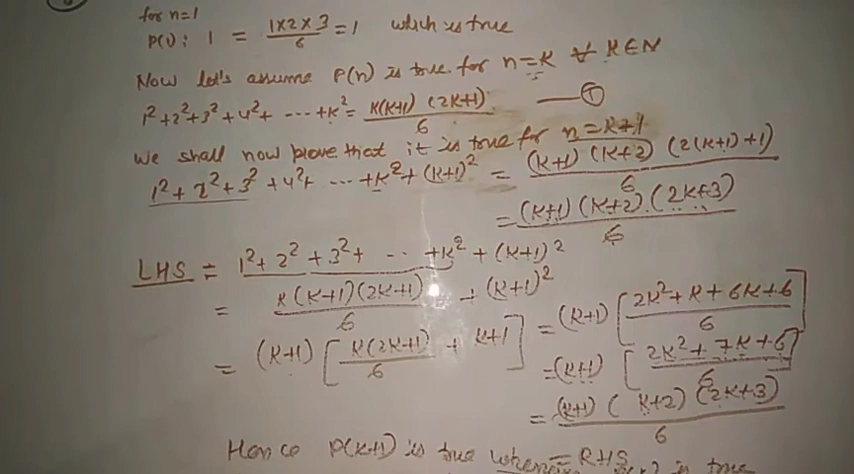 for n=1
P(1): 1 = 1×2×3/6 = 1 which is true
Now let's assume P(n) is true for n=K ∀ K∈N
1²+2²+3²+4²+ --- +K² = K(K+1)(2K+1)/6 —— ①
We shall now prove that it is true for n=K+1
1²+2²+3²+4²+ --- +K²+(K+1)² = (K+1)(K+2)(2(K+1)+1)/6
= (K+1)(K+2)(2K+3)/6
LHS = 1²+2²+3²+ --- +K²+(K+1)²
= K(K+1)(2K+1)/6 + (K+1)²
= (K+1)[K(2K+1)/6 + K+1]
= (K+1)[2K²+K+6K+6/6]
= (K+1)[2K²+7K+6/6]
= (K+1)(K+2)(2K+3)/6
= RHS
Hence P(K+1) is true whenever is true